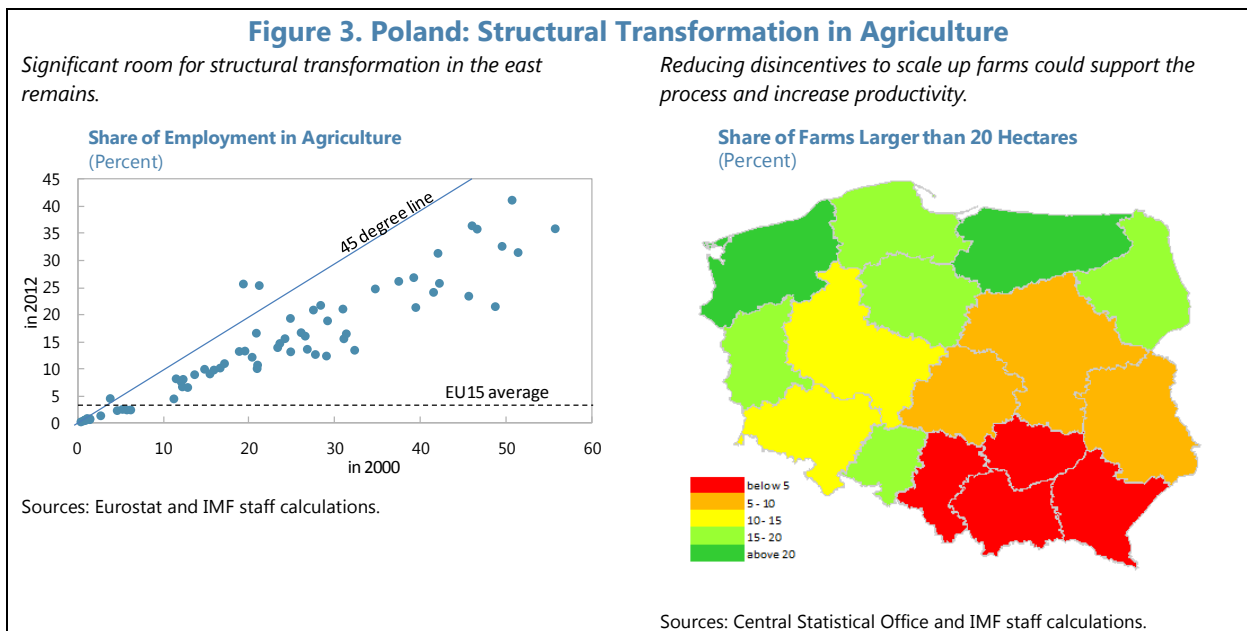 Figure 3. Poland: Structural Transformation in Agriculture
Significant room for structural transformation in the east
remains.
Share of Employment in Agriculture
(Percent)
45
40
35
30
25
20
15
10
5
0
in 2012
45 degree line
EU15 average
0 10 20 30 40 50 60
in 2000
Sources: Eurostat and IMF staff calculations.
Reducing disincentives to scale up farms could support the
process and increase productivity.
Share of Farms Larger than 20 Hectares
(Percent)
below 5
5 - 10
10 - 15
15 - 20
above 20
Sources: Central Statistical Office and IMF staff calculations.